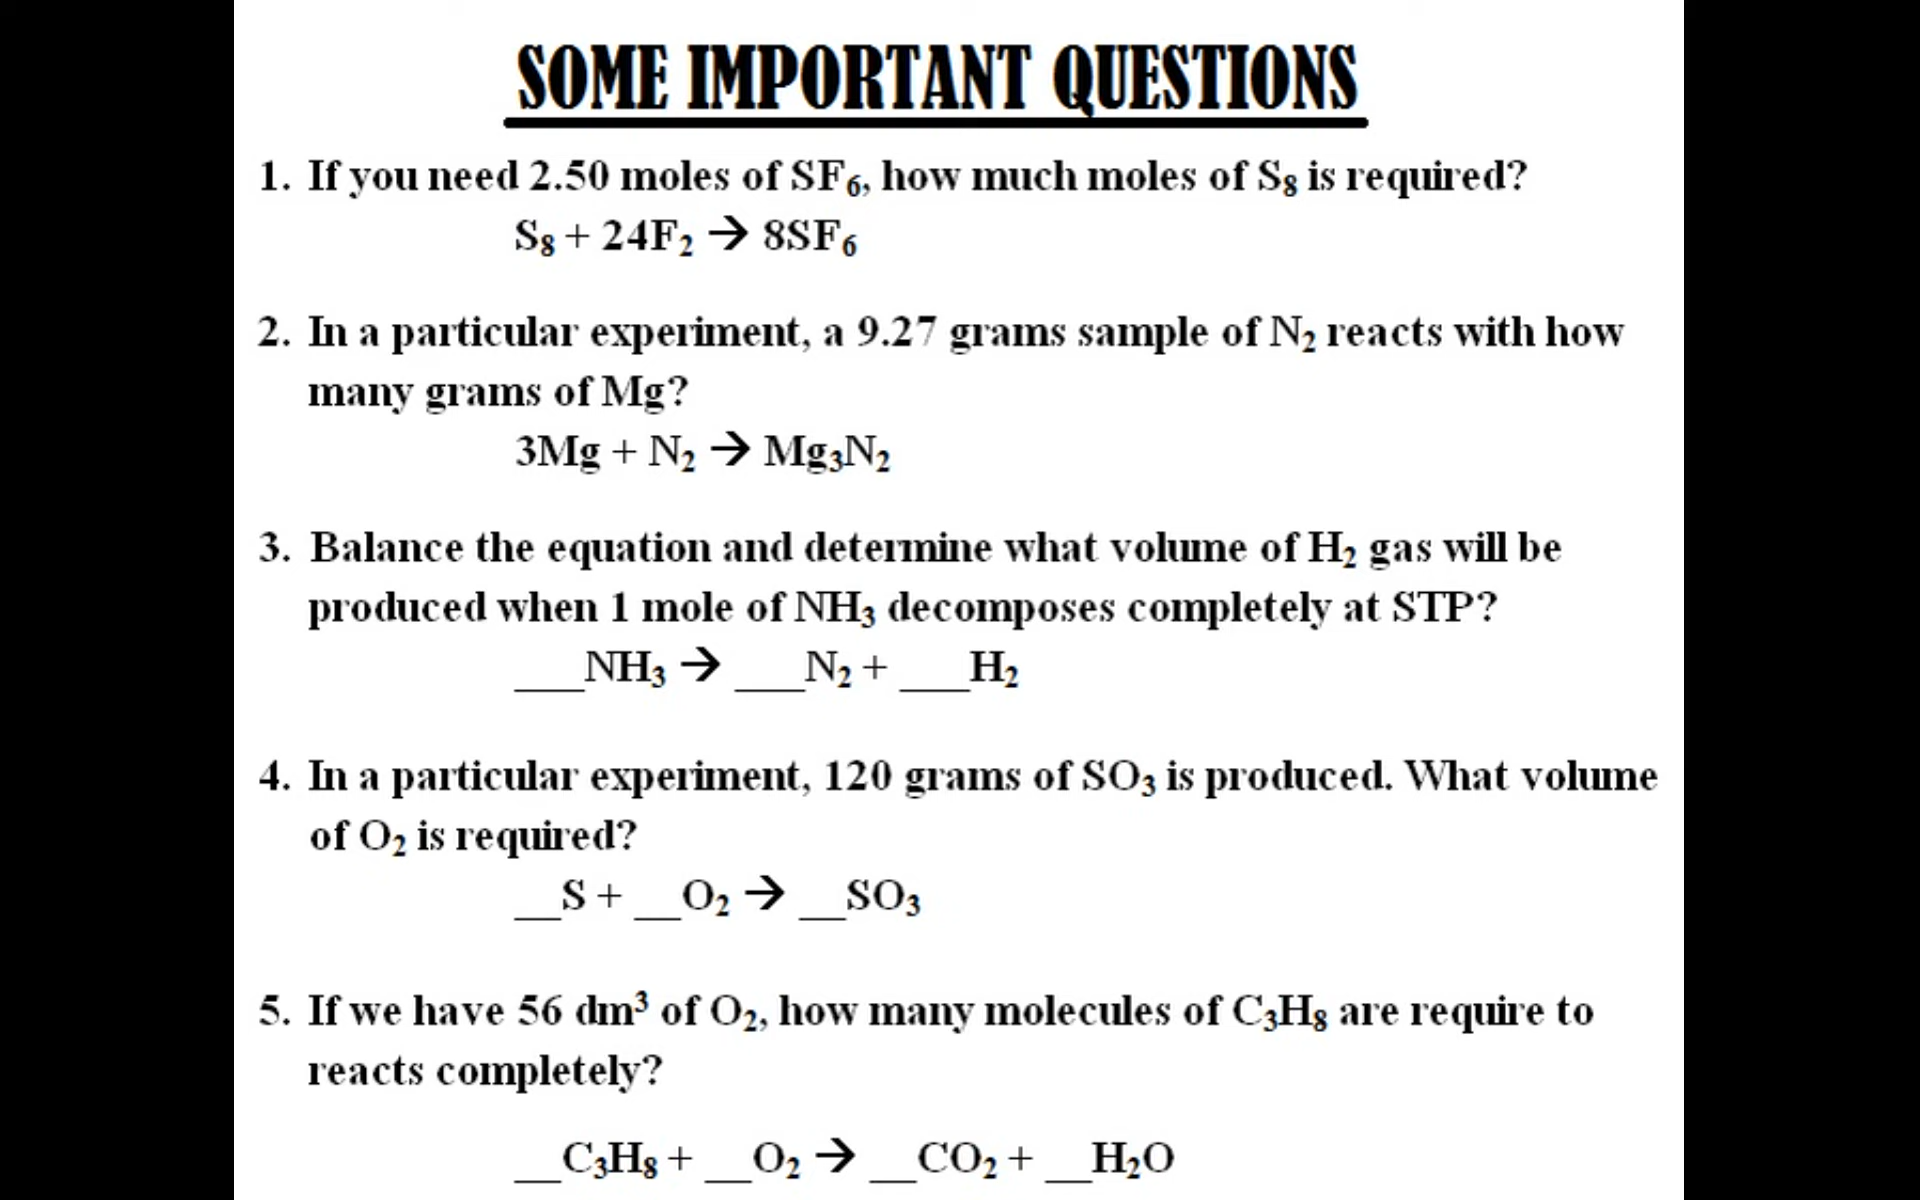 SOME IMPORTANT QUESTIONS
1. If you need 2.50 moles of SF₆, how much moles of S₈ is required?
S₈ + 24F₂ → 8SF₆
2. In a particular experiment, a 9.27 grams sample of N₂ reacts with how
many grams of Mg?
3Mg + N₂ → Mg₃N₂
3. Balance the equation and determine what volume of H₂ gas will be
produced when 1 mole of NH₃ decomposes completely at STP?
___NH₃ → ___N₂ + ___H₂
4. In a particular experiment, 120 grams of SO₃ is produced. What volume
of O₂ is required?
__S + __O₂ → __SO₃
5. If we have 56 dm³ of O₂, how many molecules of C₃H₈ are require to
reacts completely?
__C₃H₈ + __O₂ → __CO₂ + __H₂O